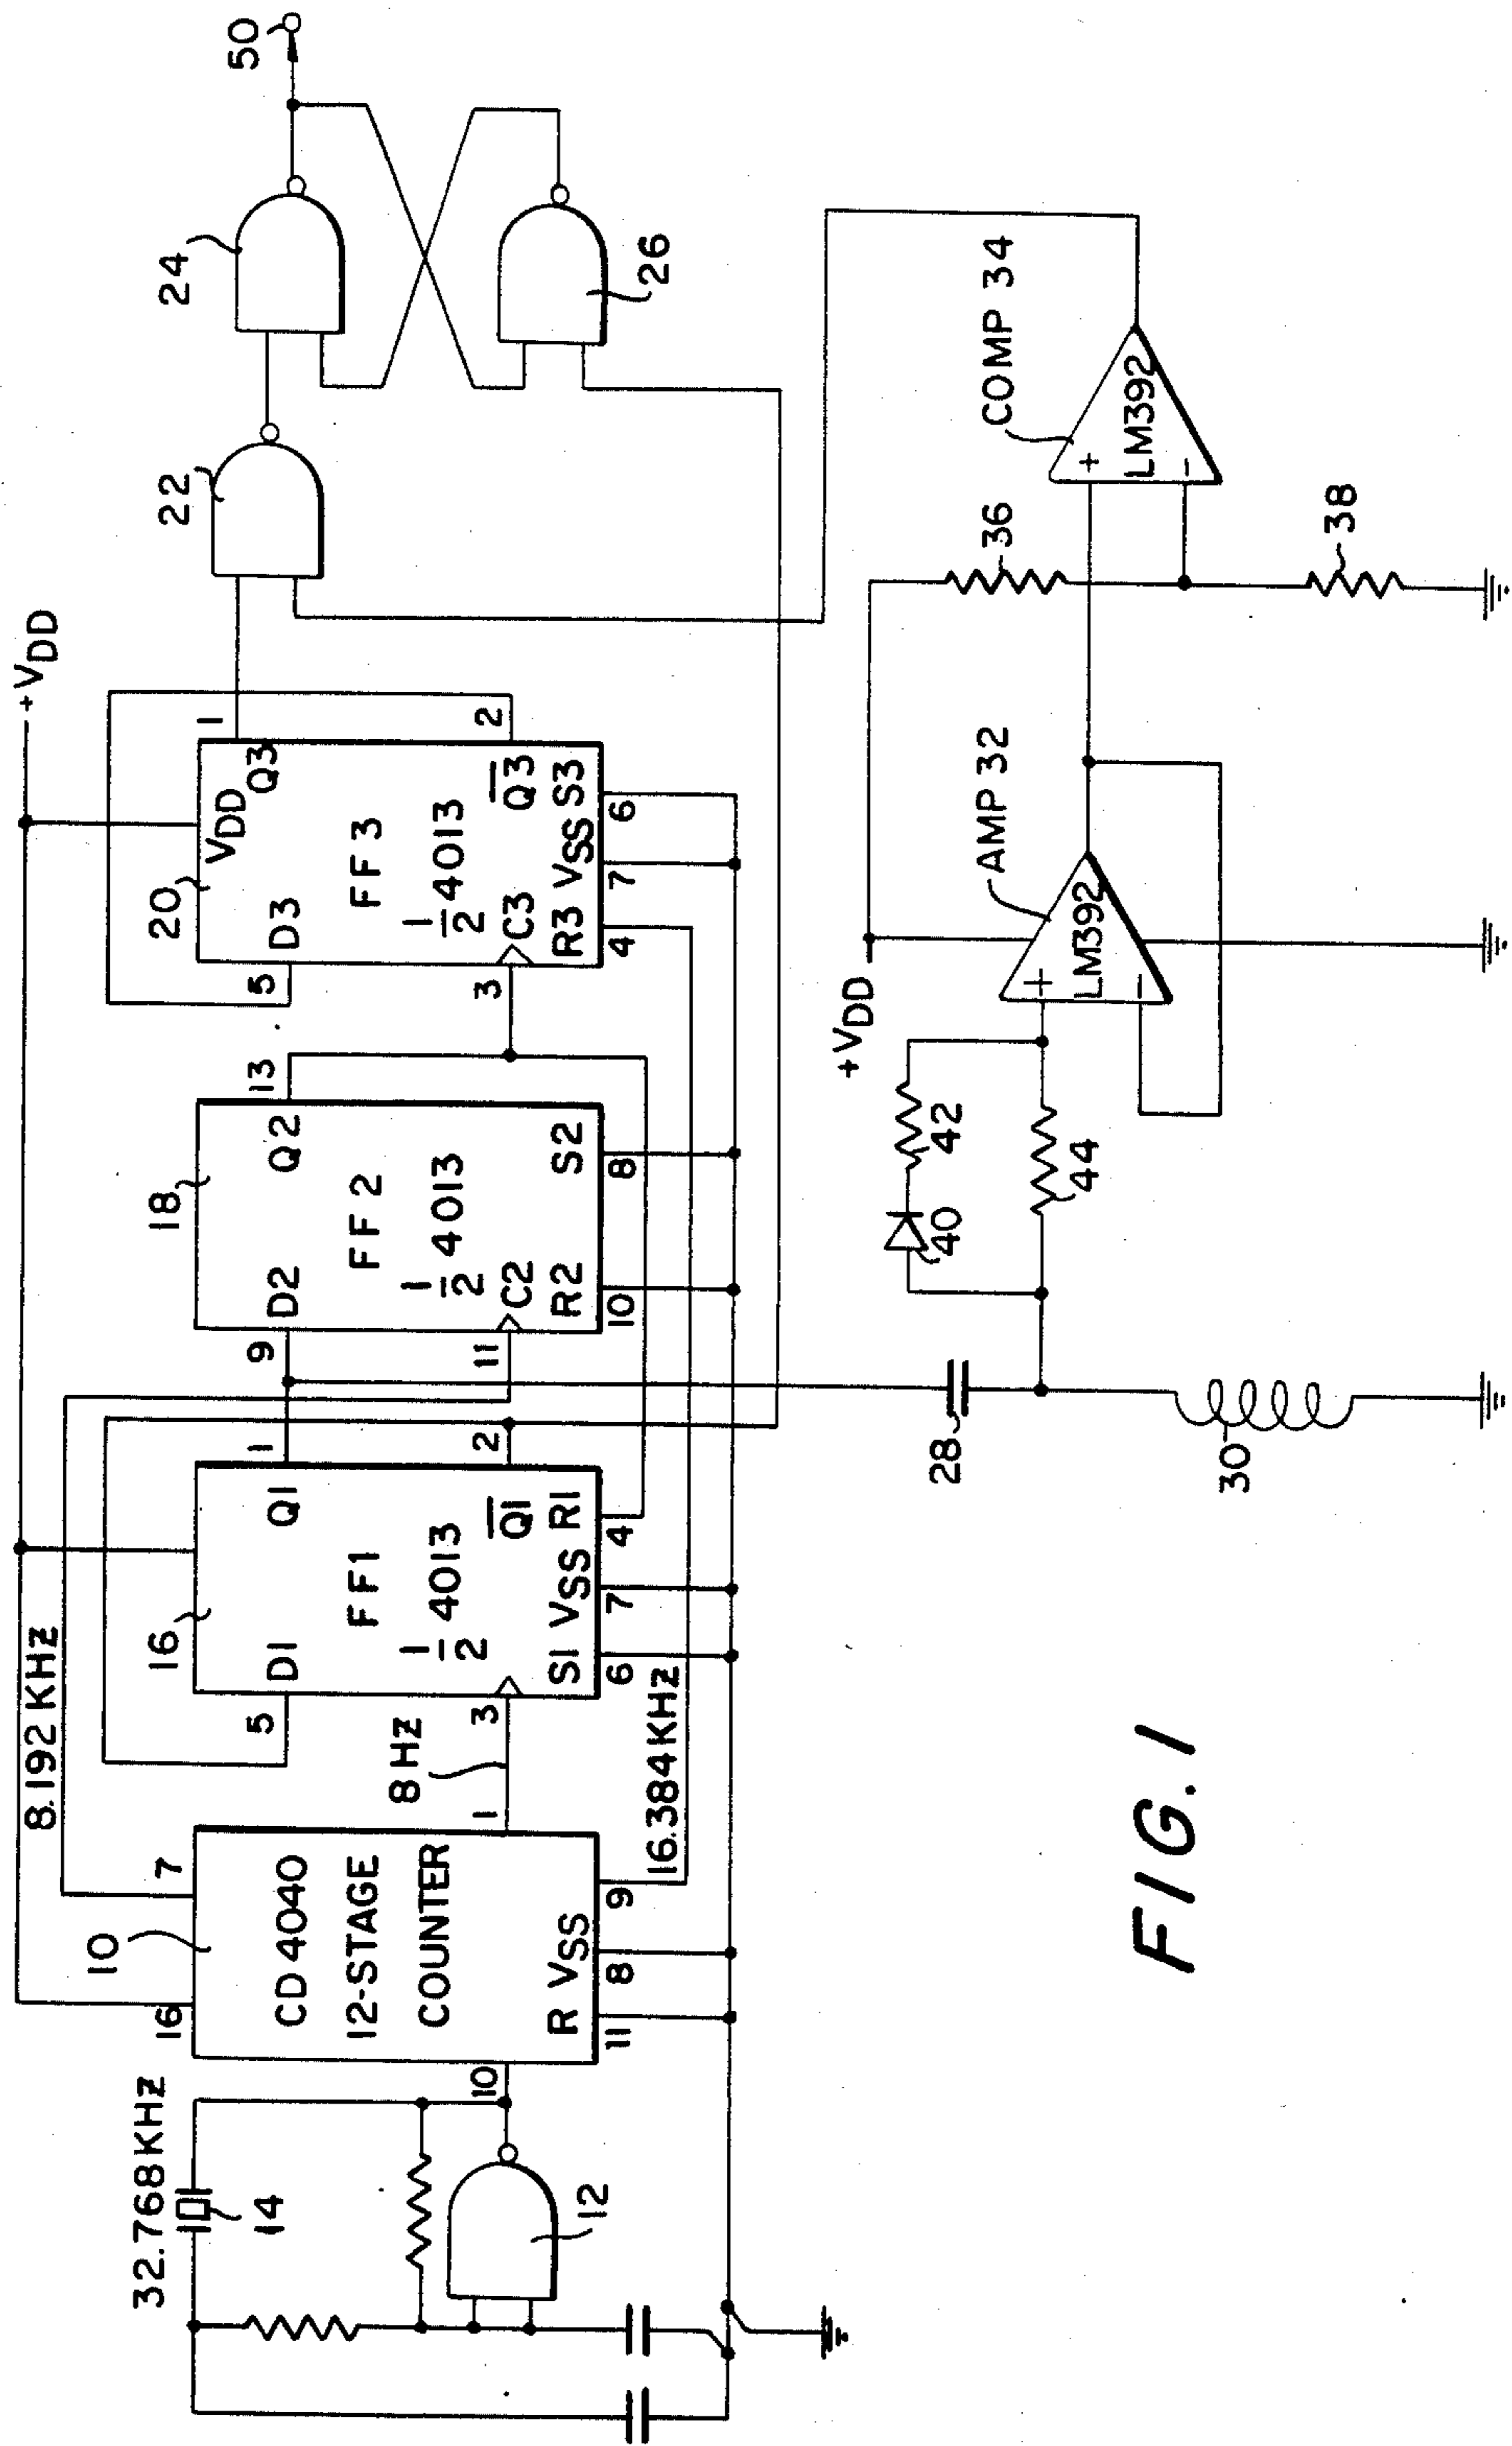 +VDD
8.192 KHZ
32.768 KHZ
14
12
10
16
7
CD4040
12-STAGE
COUNTER
10
1
R VSS
11
8
9
8 HZ
16.384 KHZ
16
5
D1
Q1
1
FF1
1/2 4013
3
Q1
2
S1 VSS R1
6
7
4
18
9
D2
Q2
13
FF 2
1/2 4013
11
C2
R2
S2
10
8
20
VDD
5
D3
Q3
1
FF 3
1/2 4013
3
C3
Q3
2
R3 VSS S3
4
7
6
22
24
26
50
28
30
40
42
44
+VDD
AMP 32
+
LM392
−
36
38
COMP 34
+
LM392
−
FIG. 1